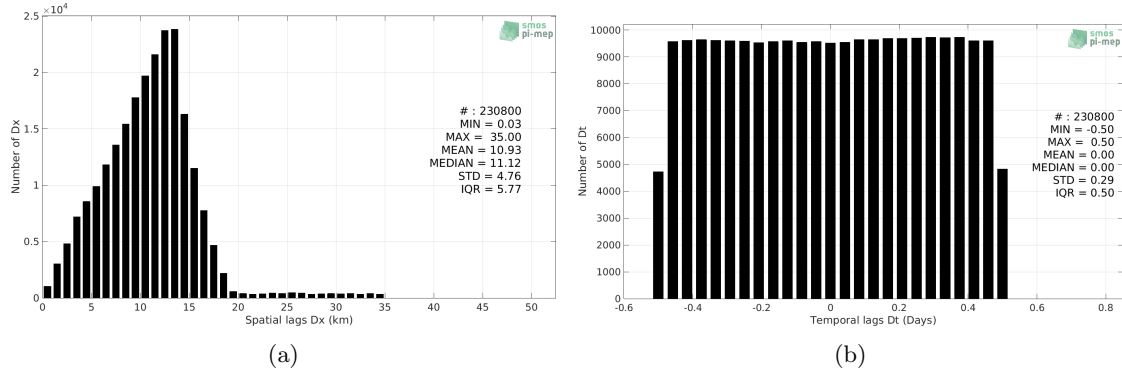 ×10⁴
2.5
2
1.5
1
0.5
0
Number of Dx
0 5 10 15 20 25 30 35 40 45 50
Spatial lags Dx (km)
smos
pi-mep
# : 230800
MIN = 0.03
MAX = 35.00
MEAN = 10.93
MEDIAN = 11.12
STD = 4.76
IQR = 5.77
(a)
10000
9000
8000
7000
6000
5000
4000
3000
2000
1000
0
Number of Dt
-0.6 -0.4 -0.2 0 0.2 0.4 0.6 0.8
Temporal lags Dt (Days)
smos
pi-mep
# : 230800
MIN = -0.50
MAX = 0.50
MEAN = 0.00
MEDIAN = 0.00
STD = 0.29
IQR = 0.50
(b)